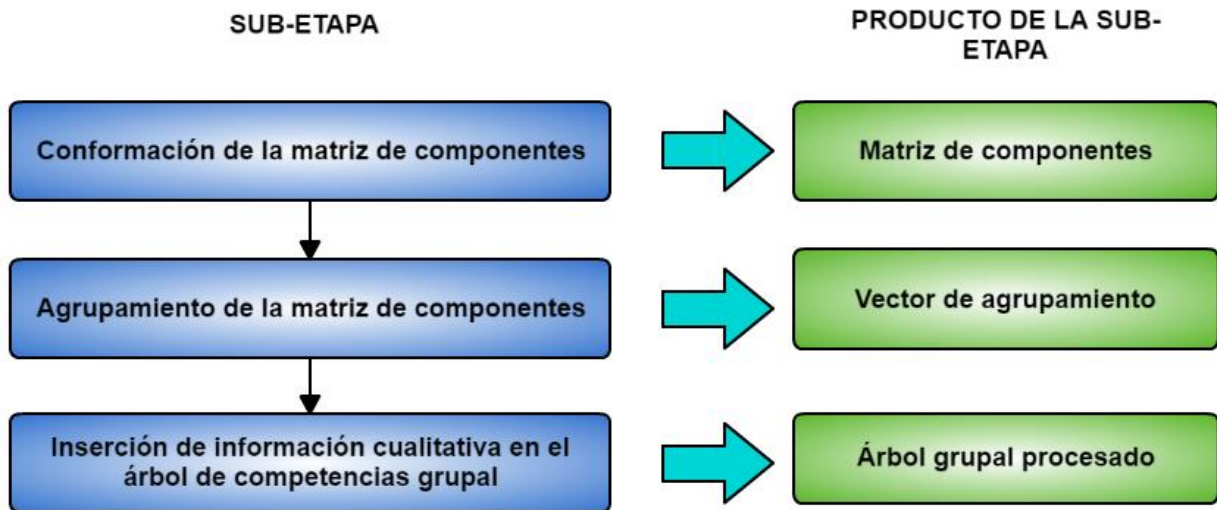 SUB-ETAPA
PRODUCTO DE LA SUB-
ETAPA
Conformación de la matriz de componentes
Matriz de componentes
Agrupamiento de la matriz de componentes
Vector de agrupamiento
Inserción de información cualitativa en el
árbol de competencias grupal
Árbol grupal procesado